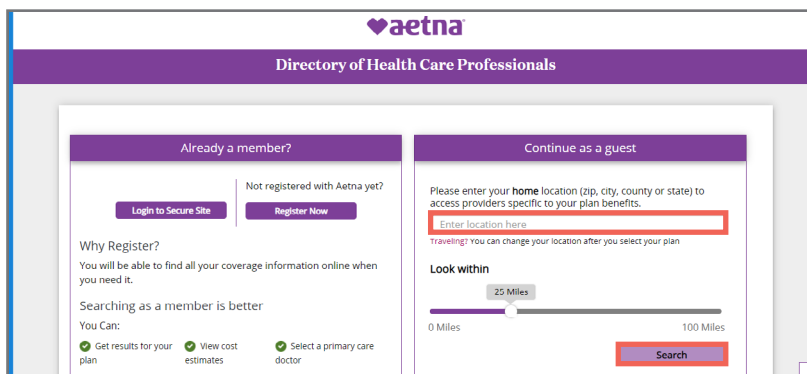 aetna
Directory of Health Care Professionals
Already a member?
Login to Secure Site
Not registered with Aetna yet?
Register Now
Why Register?
You will be able to find all your coverage information online when
you need it.
Searching as a member is better
You Can:
Get results for your
plan
View cost
estimates
Select a primary care
doctor
Continue as a guest
Please enter your home location (zip, city, county or state) to
access providers specific to your plan benefits.
Enter location here
Traveling? You can change your location after you select your plan
Look within
25 Miles
0 Miles
100 Miles
Search